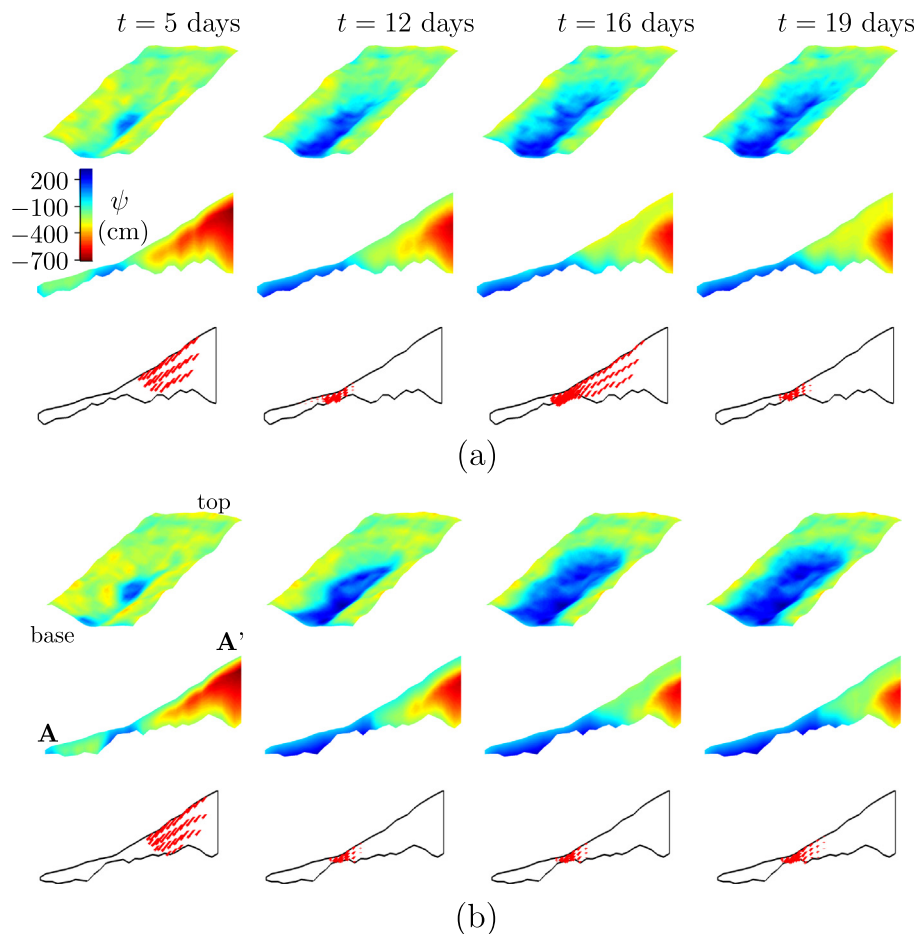 t = 5 days t = 12 days t = 16 days t = 19 days
200
−100
−400
−700
ψ
(cm)
(a)
top
base
A'
A
(b)